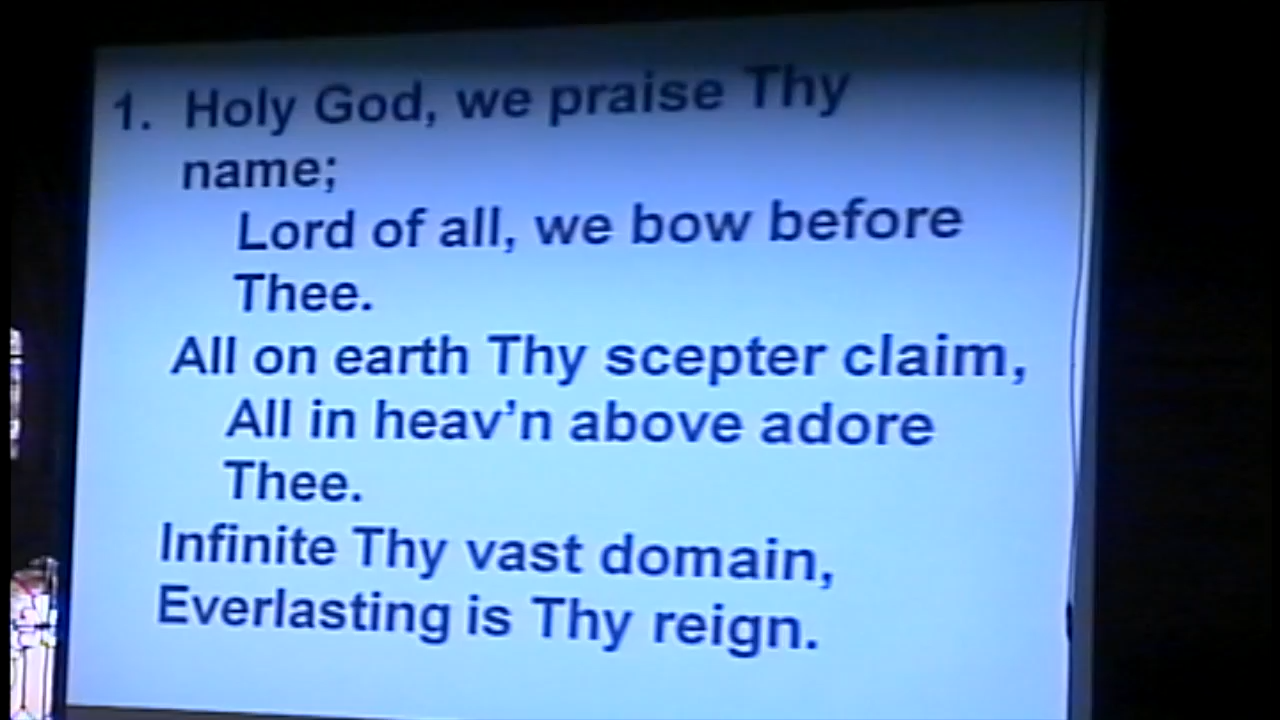 1. Holy God, we praise Thy
name;
Lord of all, we bow before
Thee.
All on earth Thy scepter claim,
All in heav’n above adore
Thee.
Infinite Thy vast domain,
Everlasting is Thy reign.